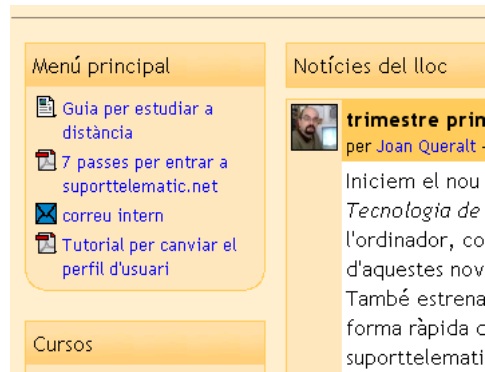 Menú principal
Guia per estudiar a
distància
7 passes per entrar a
suporttelematic.net
correu intern
Tutorial per canviar el
perfil d'usuari
Cursos
Notícies del lloc
trimestre prin
per Joan Queralt -
Iniciem el nou
Tecnologia de
l'ordinador, co
d'aquestes nov
També estrena
forma ràpida c
suporttelemati